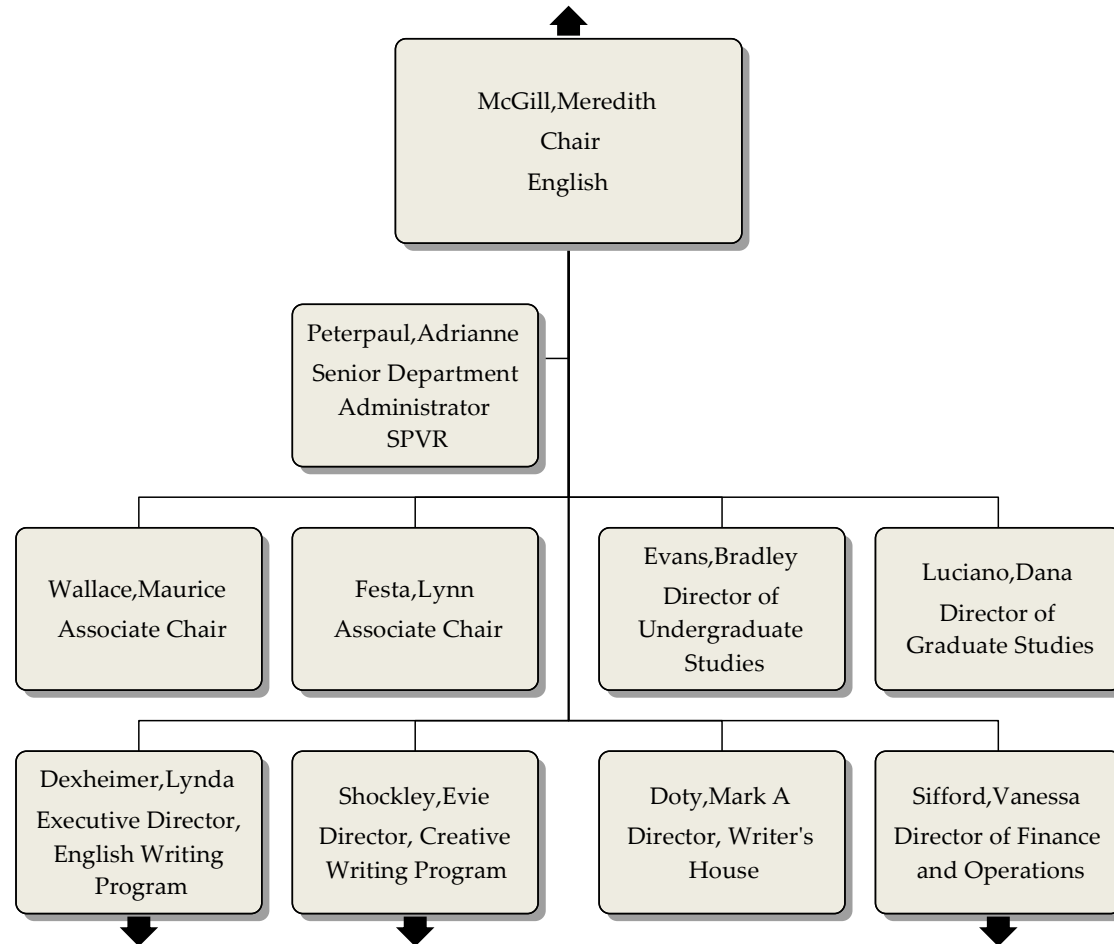 McGill,Meredith
Chair
English
Peterpaul,Adrianne
Senior Department
Administrator
SPVR
Wallace,Maurice
Associate Chair
Festa,Lynn
Associate Chair
Evans,Bradley
Director of
Undergraduate
Studies
Luciano,Dana
Director of
Graduate Studies
Dexheimer,Lynda
Executive Director,
English Writing
Program
Shockley,Evie
Director, Creative
Writing Program
Doty,Mark A
Director, Writer's
House
Sifford,Vanessa
Director of Finance
and Operations